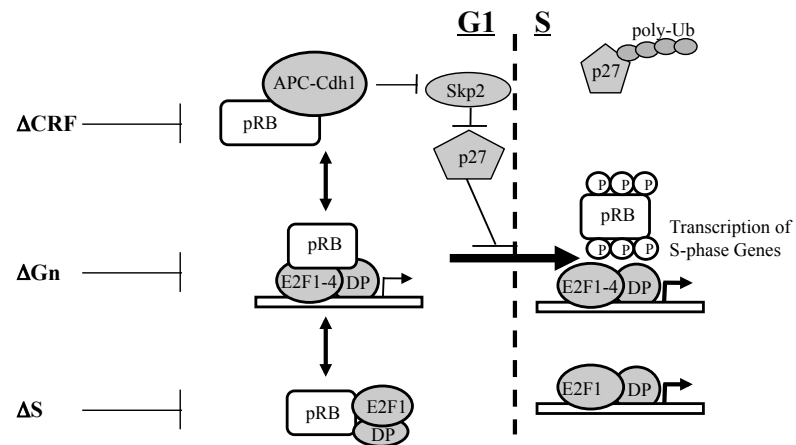 G1 S
poly-Ub
p27
APC-Cdh1
Skp2
ΔCRF
pRB
p27
P P P
pRB
pRB
P P P
Transcription of
S-phase Genes
ΔGn
E2F1-4 DP
E2F1-4 DP
ΔS
pRB
E2F1
DP
E2F1 DP